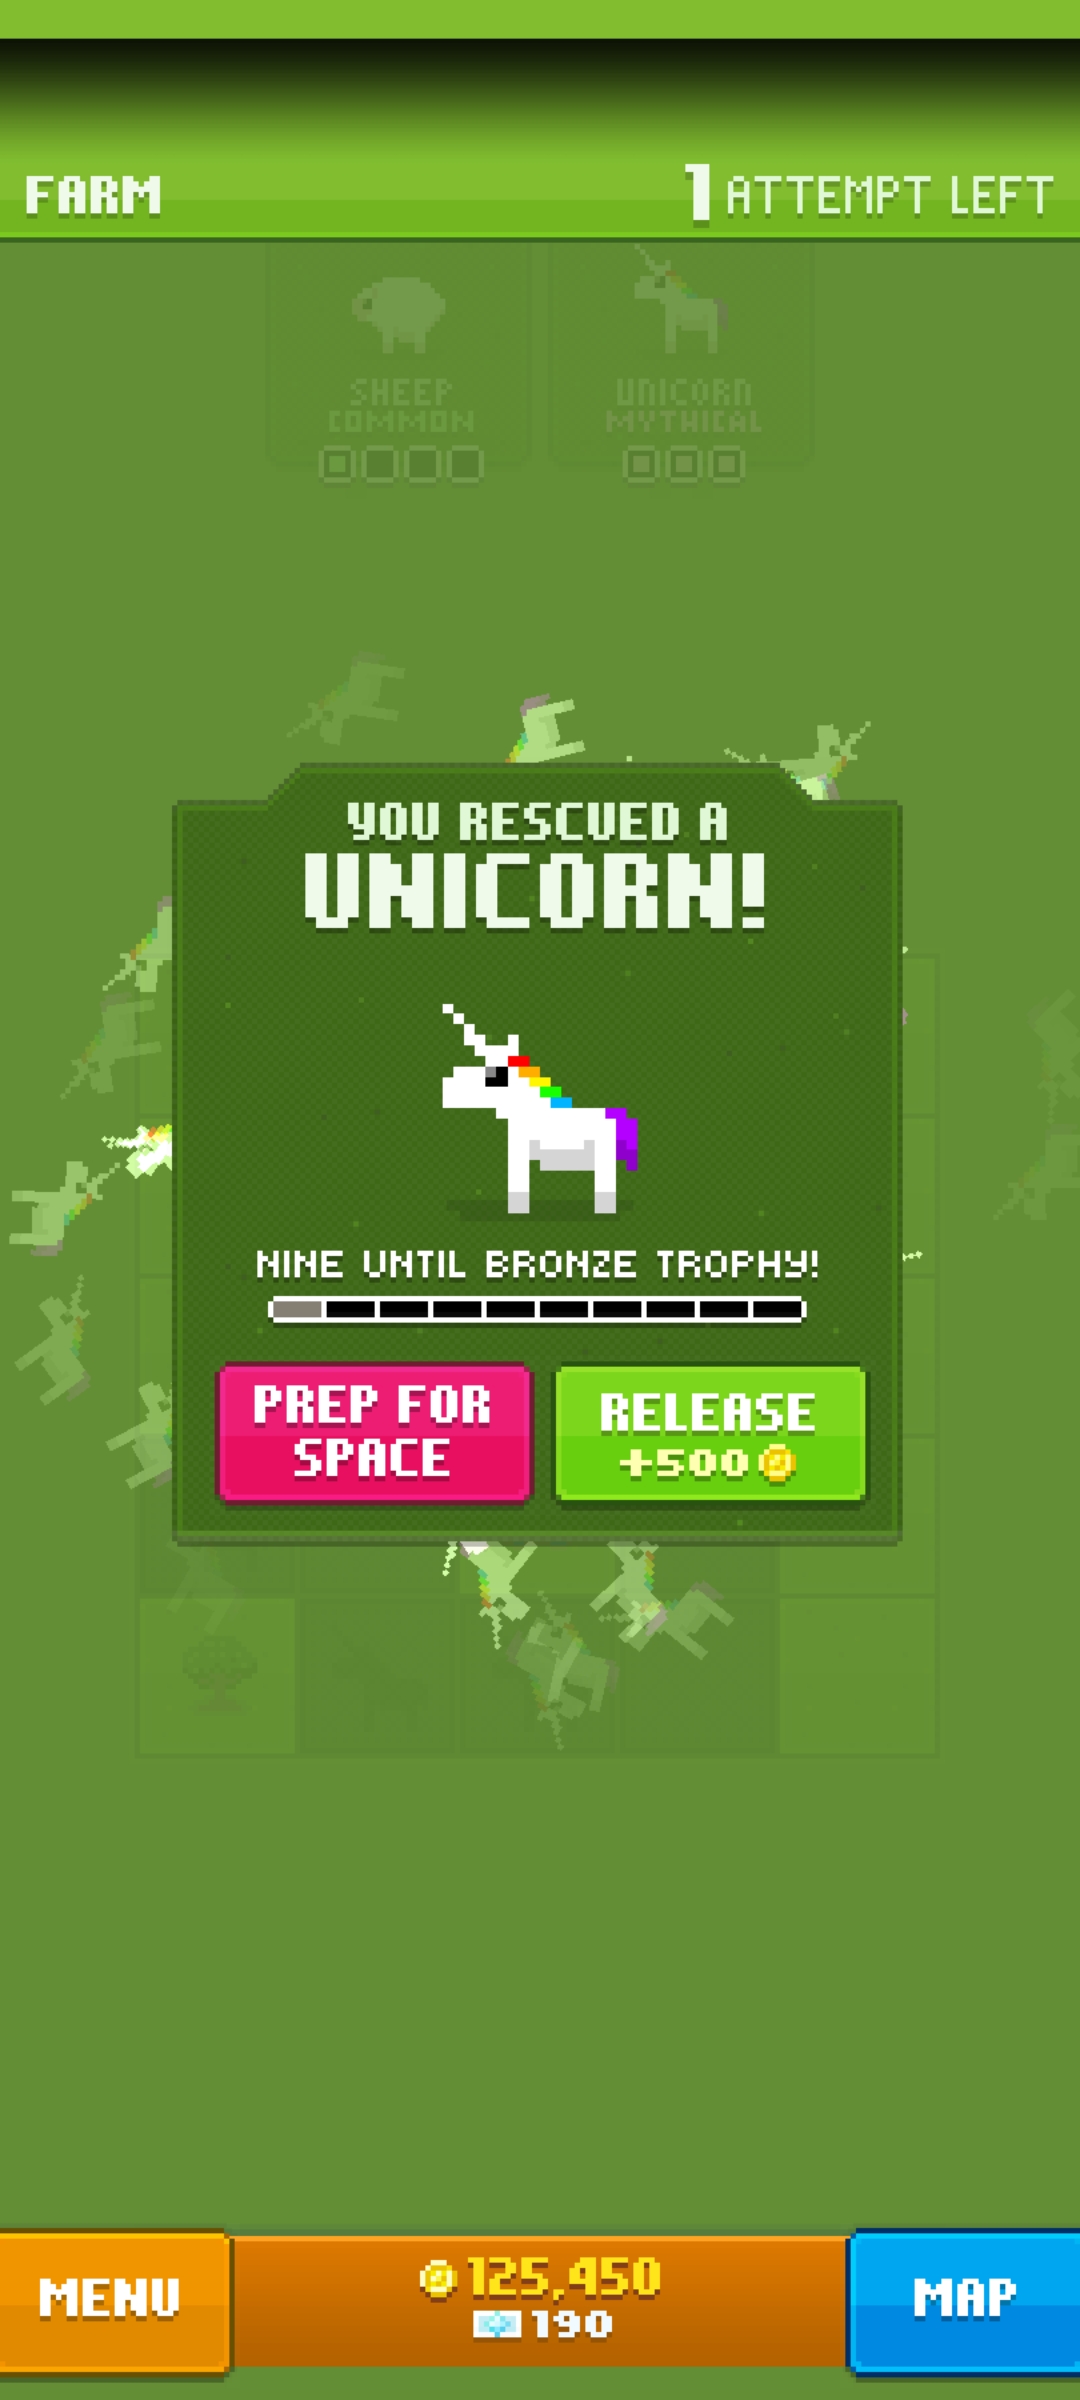 FARM
1 ATTEMPT LEFT
SHEEP
COMMON
UNICORN
MYTHICAL
YOU RESCUED A
UNICORN!
NINE UNTIL BRONZE TROPHY!
PREP FOR
SPACE
RELEASE
+500
MENU
125,450
190
MAP